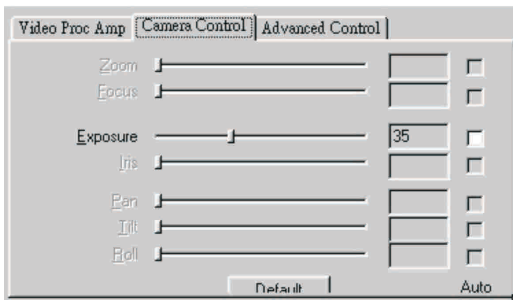 Video Proc Amp Camera Control Advanced Control
Zoom
Focus
Exposure 35
Iris
Pan
Tilt
Roll
Default Auto